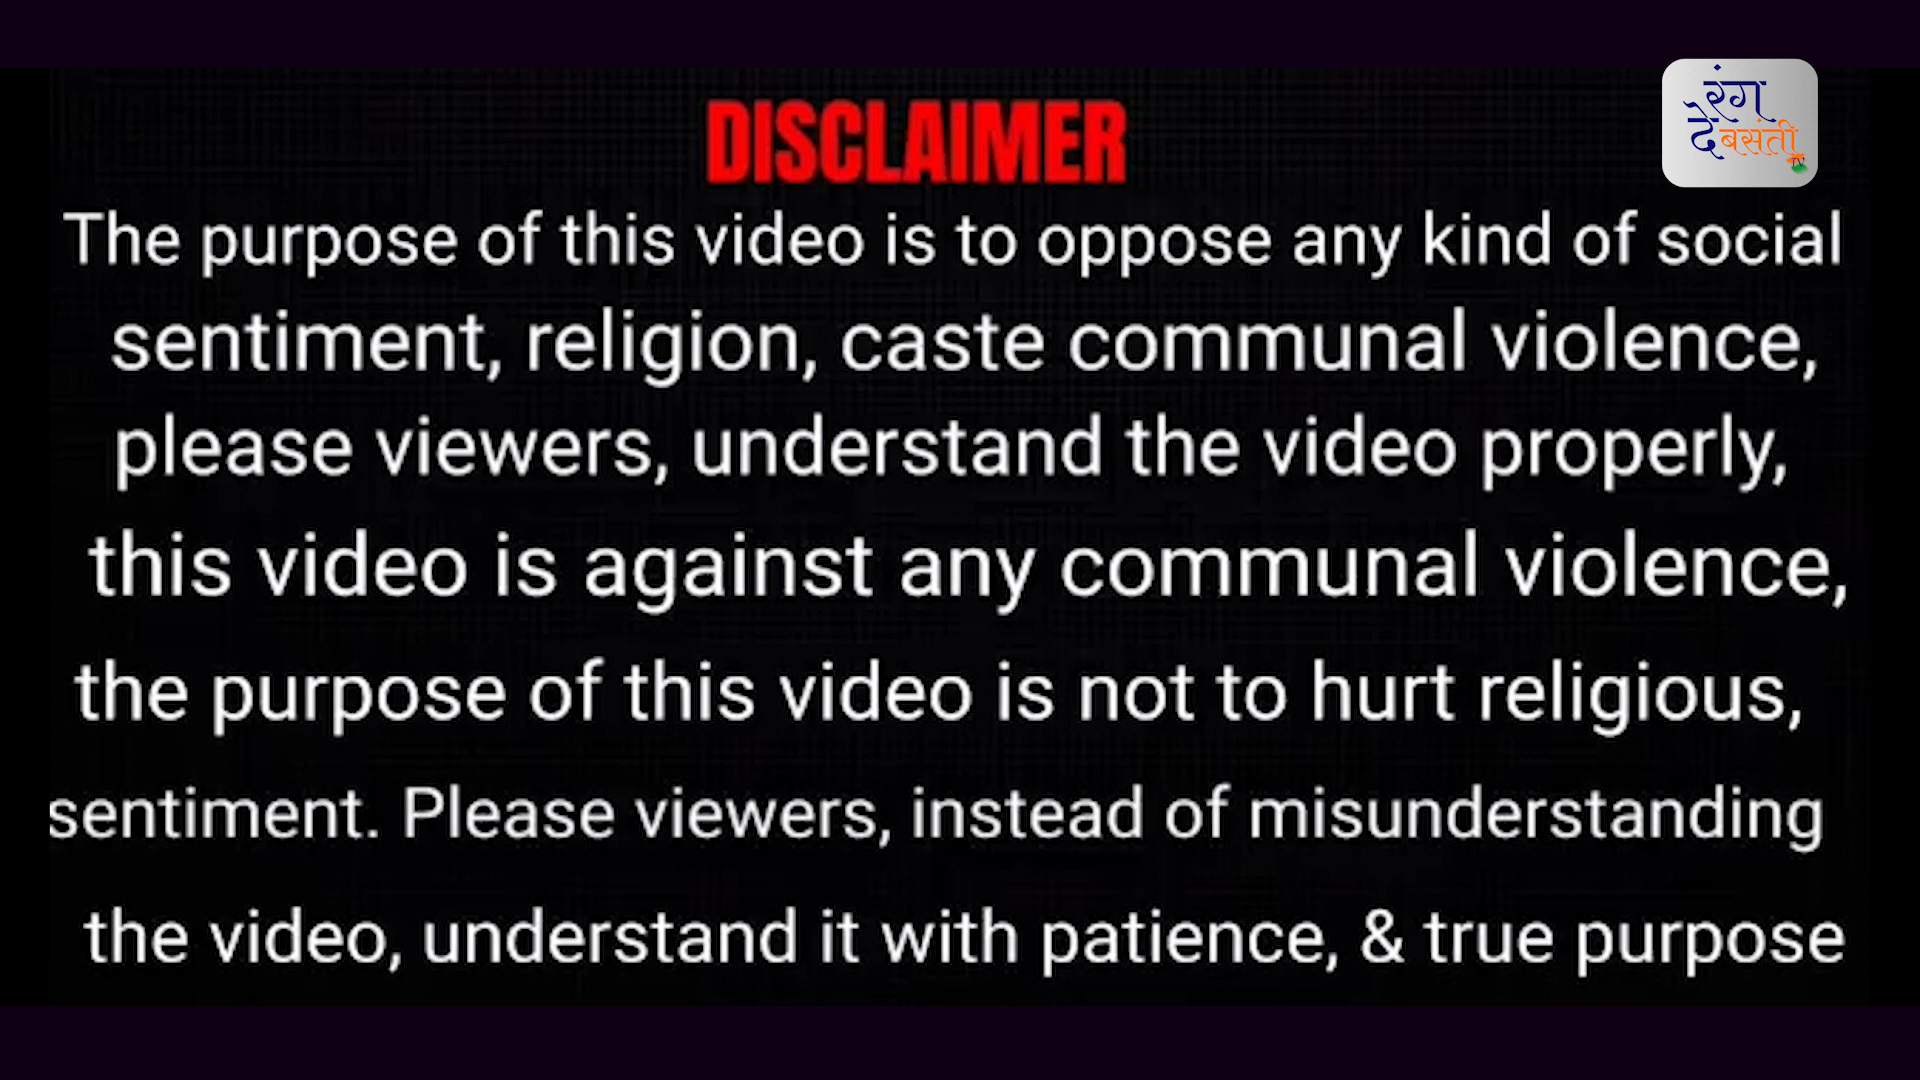 DISCLAIMER
रंग
दे बसंती
The purpose of this video is to oppose any kind of social
sentiment, religion, caste communal violence,
please viewers, understand the video properly,
this video is against any communal violence,
the purpose of this video is not to hurt religious,
sentiment. Please viewers, instead of misunderstanding
the video, understand it with patience, & true purpose